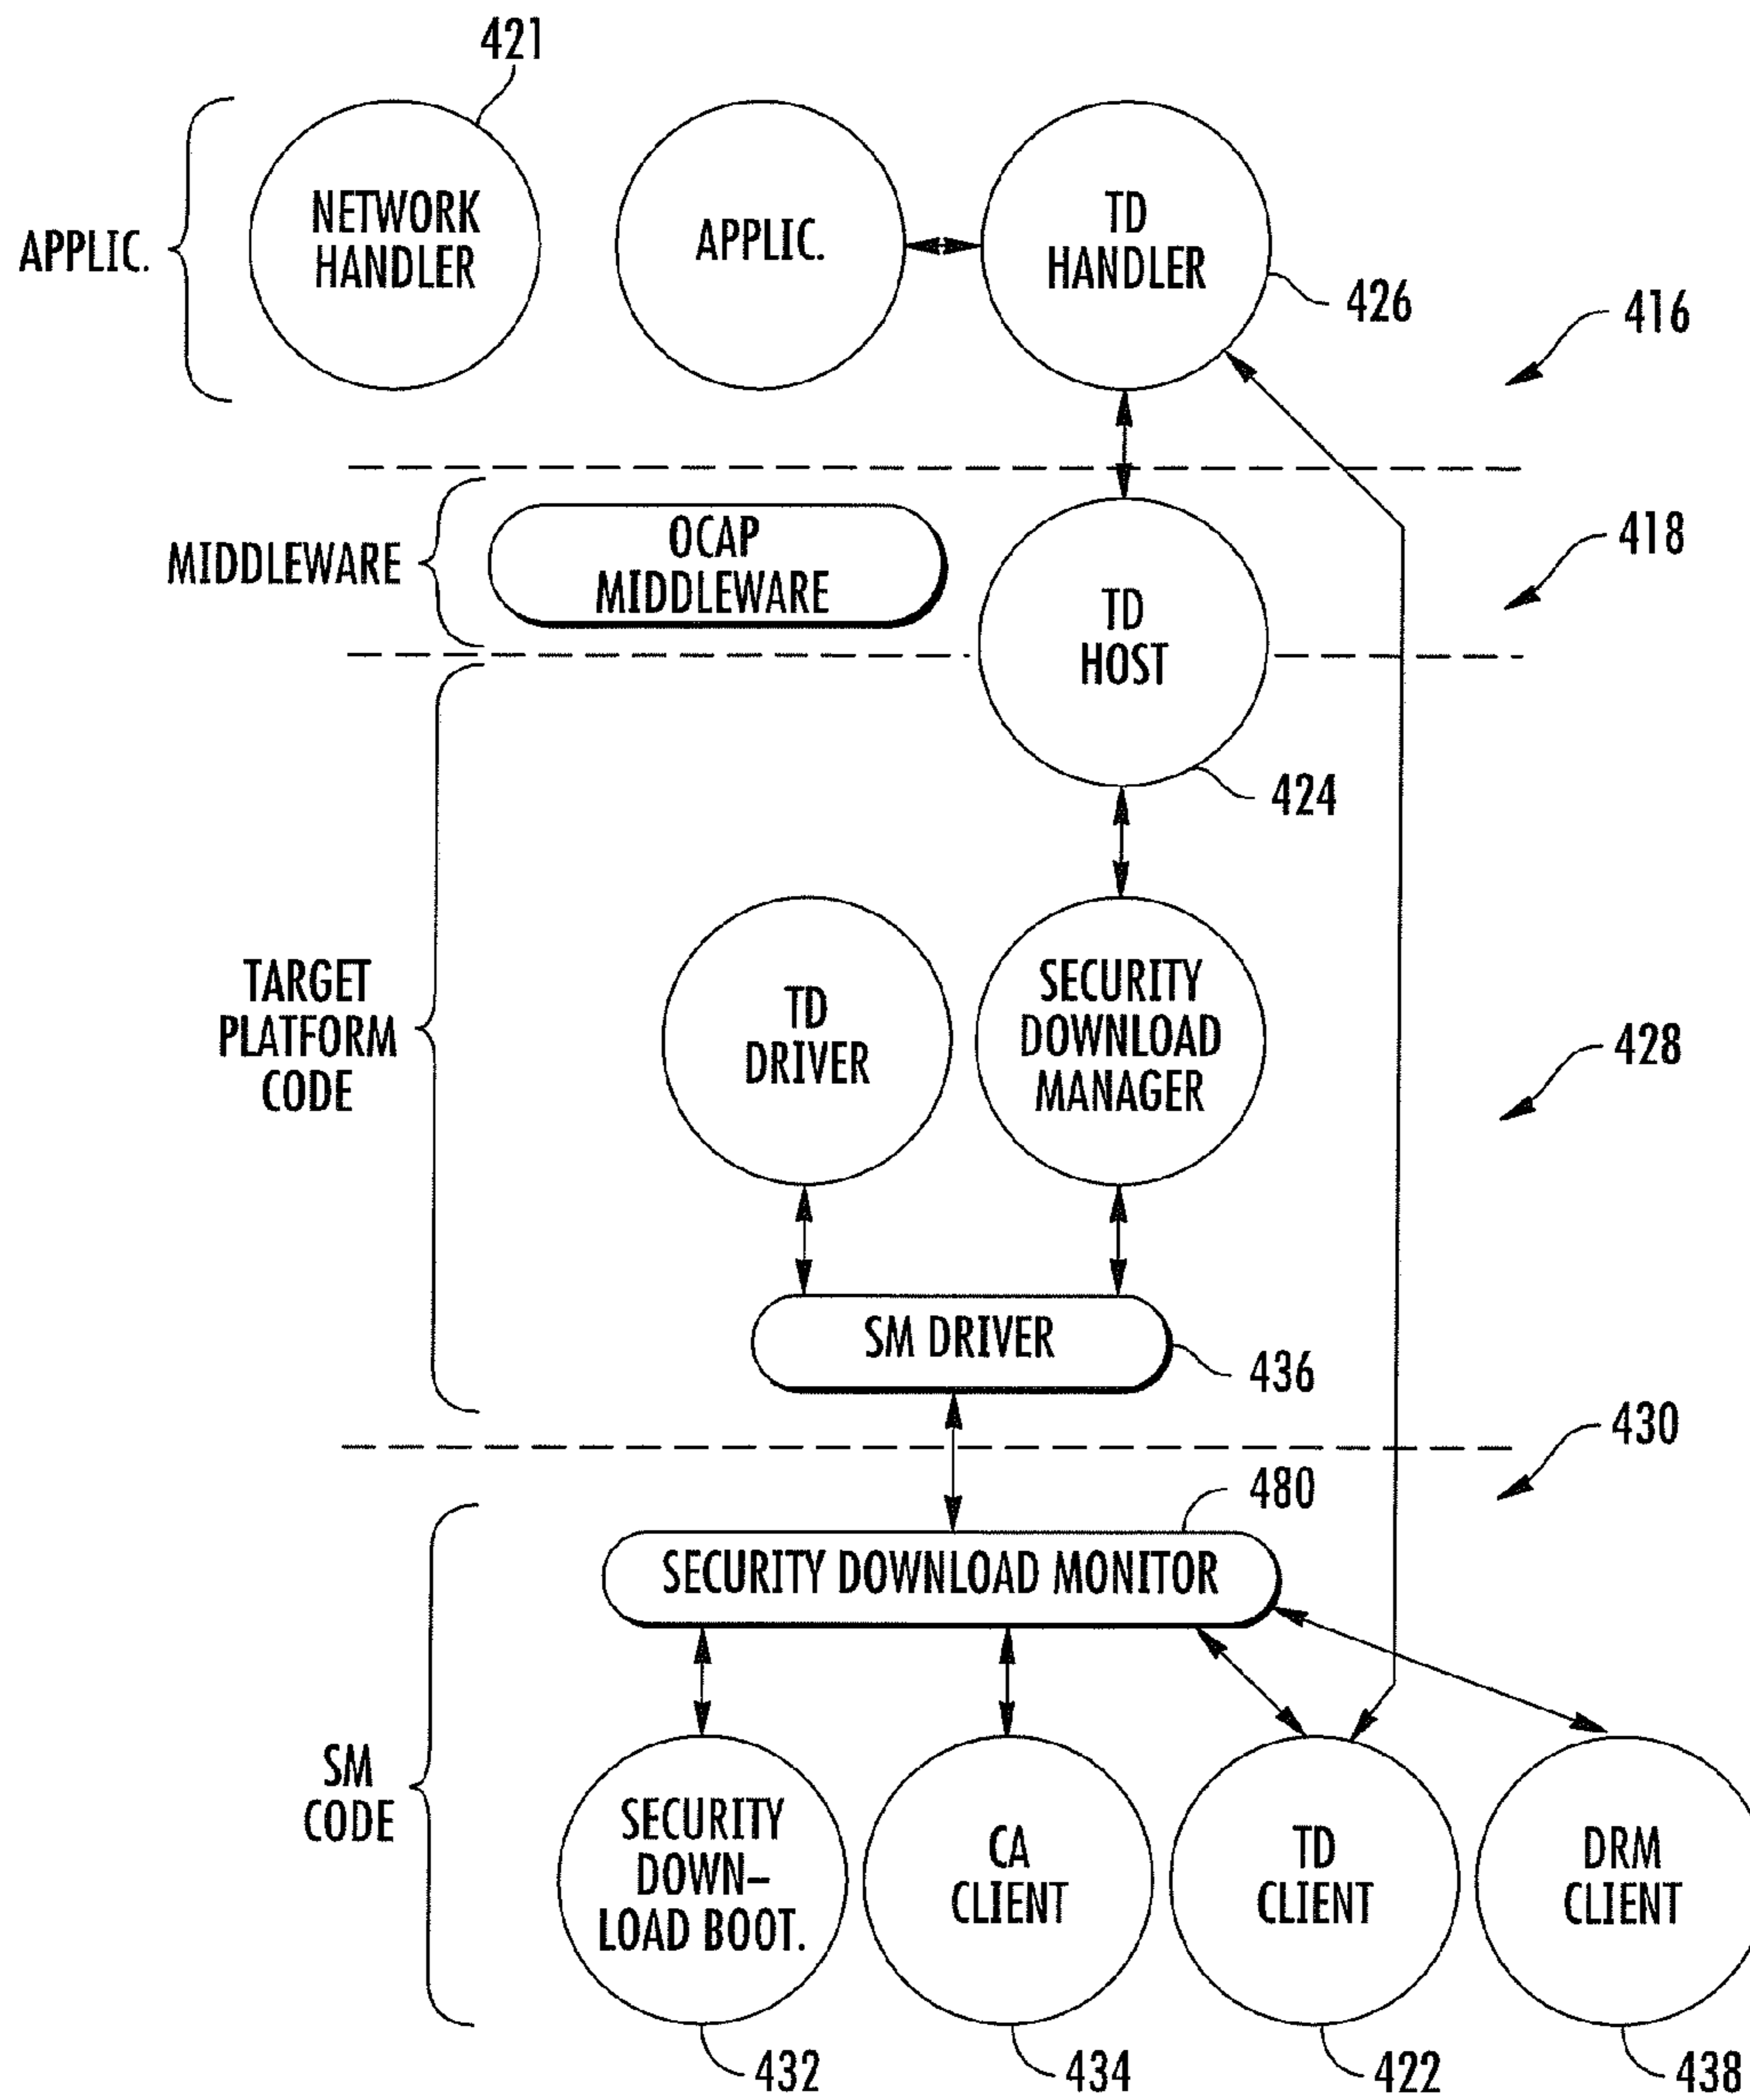 421
NETWORK
HANDLER
APPLIC.
TD
HANDLER
APPLIC.
426
416
OCAP
MIDDLEWARE
MIDDLEWARE
418
TD
HOST
424
TARGET
PLATFORM
CODE
TD
DRIVER
SECURITY
DOWNLOAD
MANAGER
428
SM DRIVER
436
430
480
SECURITY DOWNLOAD MONITOR
SM
CODE
SECURITY
DOWN–
LOAD BOOT.
CA
CLIENT
TD
CLIENT
DRM
CLIENT
432
434
422
438